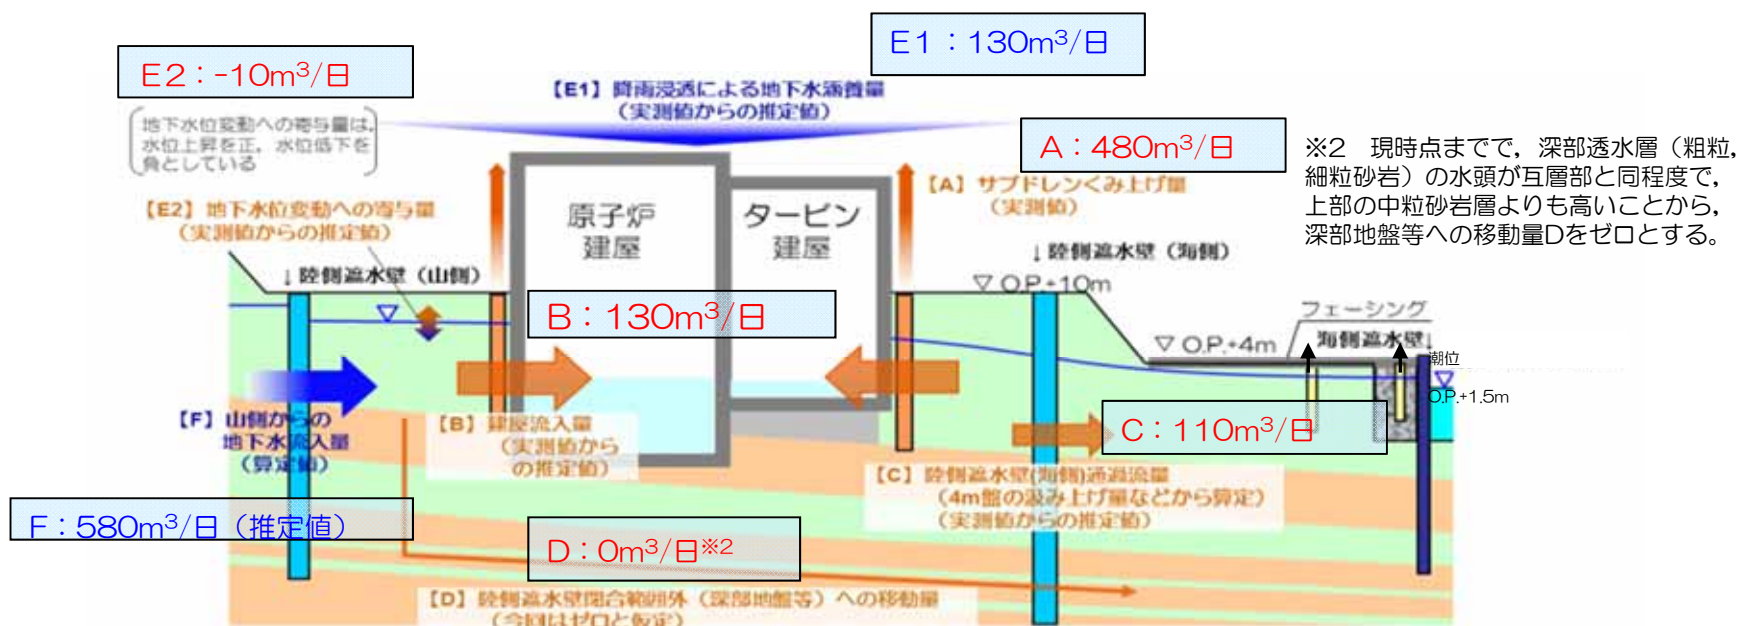 E1：130m³/日
E2：-10m³/日
【E1】降雨浸透による地下水涵養量
（実測値からの推定値）
地下水位変動への寄与量は、
水位上昇を正、水位低下を
負としている
A：480m³/日
※2　現時点までで，深部透水層（粗粒，
細粒砂岩）の水頭が互層部と同程度で，
上部の中粒砂岩層よりも高いことから，
深部地盤等への移動量Dをゼロとする。
【A】サブドレンくみ上げ量
（実測値）
【E2】地下水位変動への寄与量
（実測値からの推定値）
原子炉
建屋
タービン
建屋
↓陸側遮水壁（山側）
↓陸側遮水壁（海側）
▽ O.P.+10m
B：130m³/日
フェーシング
▽ O.P.+4m
海側遮水壁↓
潮位
O.P.+1.5m
【F】山側からの
地下水流入量
（算定値）
【B】建屋流入量
（実測値から
の推定値）
C：110m³/日
【C】陸側遮水壁(海側)通過流量
（4m盤の汲み上げ量などから算定）
（実測値からの推定値）
F：580m³/日（推定値）
D：0m³/日※2
【D】陸側遮水壁閉合範囲外（深部地盤等）への移動量
（今回はゼロと仮定）